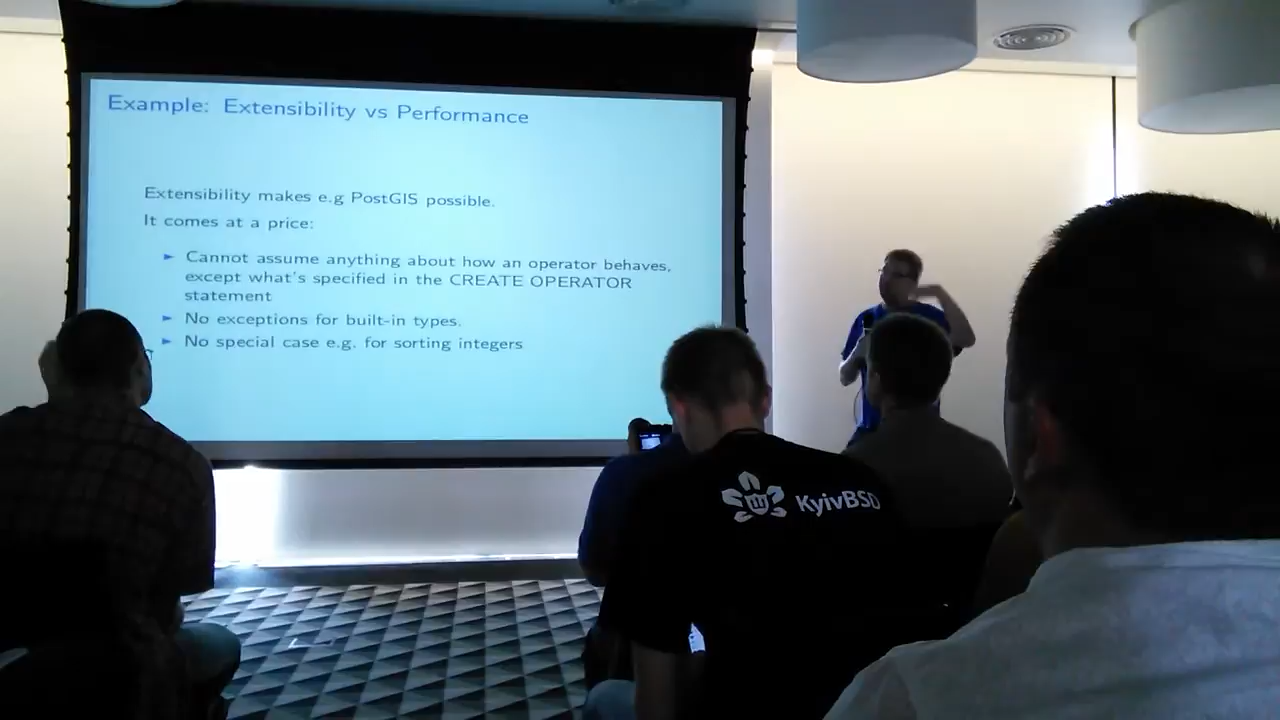 Example: Extensibility vs Performance
Extensibility makes e.g PostGIS possible.
It comes at a price:
Cannot assume anything about how an operator behaves,
except what's specified in the CREATE OPERATOR
statement
No exceptions for built-in types.
No special case e.g. for sorting integers
KyivBSD